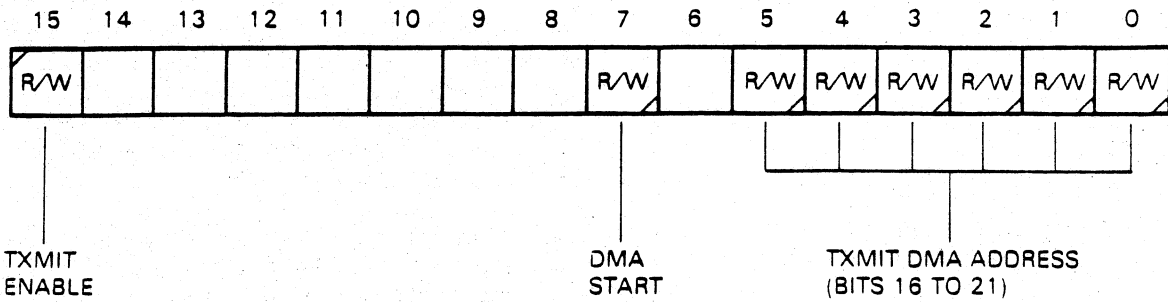 15 14 13 12 11 10 9 8 7 6 5 4 3 2 1 0
R/W R/W R/W R/W R/W R/W R/W R/W
TXMIT ENABLE
DMA START
TXMIT DMA ADDRESS
(BITS 16 TO 21)